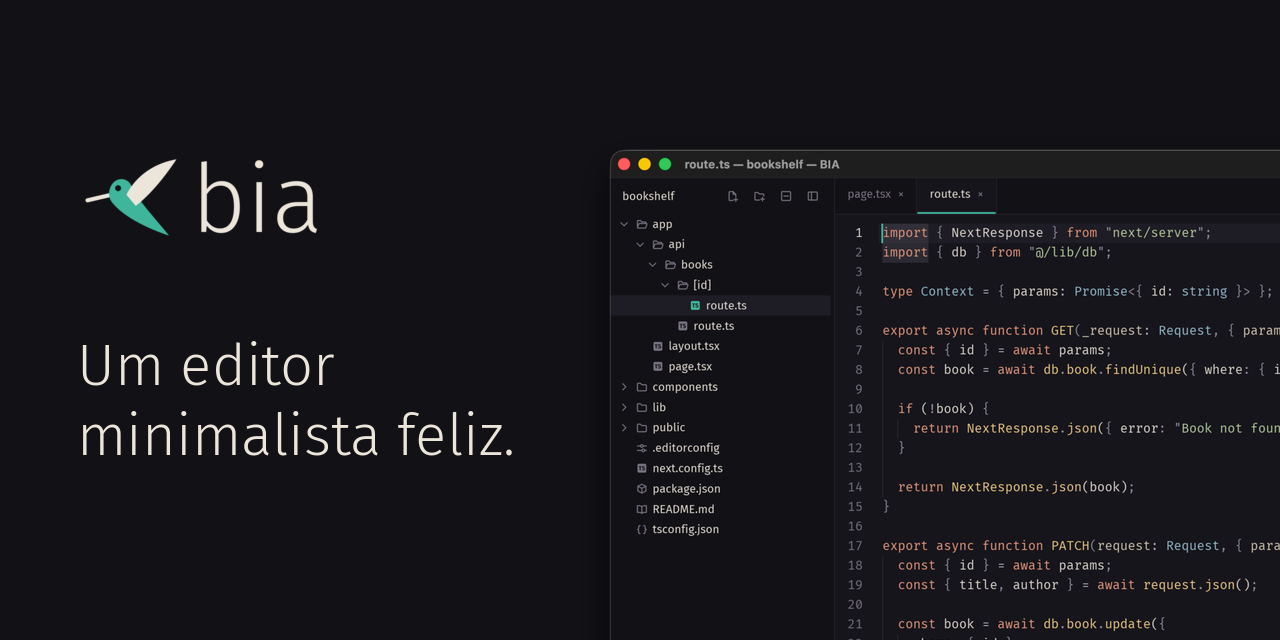 bia
Um editor
minimalista feliz.
route.ts — bookshelf — BIA
bookshelf
app
api
books
[id]
TS route.ts
TS route.ts
TS layout.tsx
TS page.tsx
components
lib
public
.editorconfig
TS next.config.ts
package.json
README.md
{} tsconfig.json
page.tsx × route.ts ×
1 import { NextResponse } from "next/server";
2 import { db } from "@/lib/db";
3
4 type Context = { params: Promise<{ id: string }> };
5
6 export async function GET(_request: Request, { param
7 const { id } = await params;
8 const book = await db.book.findUnique({ where: { i
9
10 if (!book) {
11 return NextResponse.json({ error: "Book not foun
12 }
13
14 return NextResponse.json(book);
15 }
16
17 export async function PATCH(request: Request, { para
18 const { id } = await params;
19 const { title, author } = await request.json();
20
21 const book = await db.book.update({